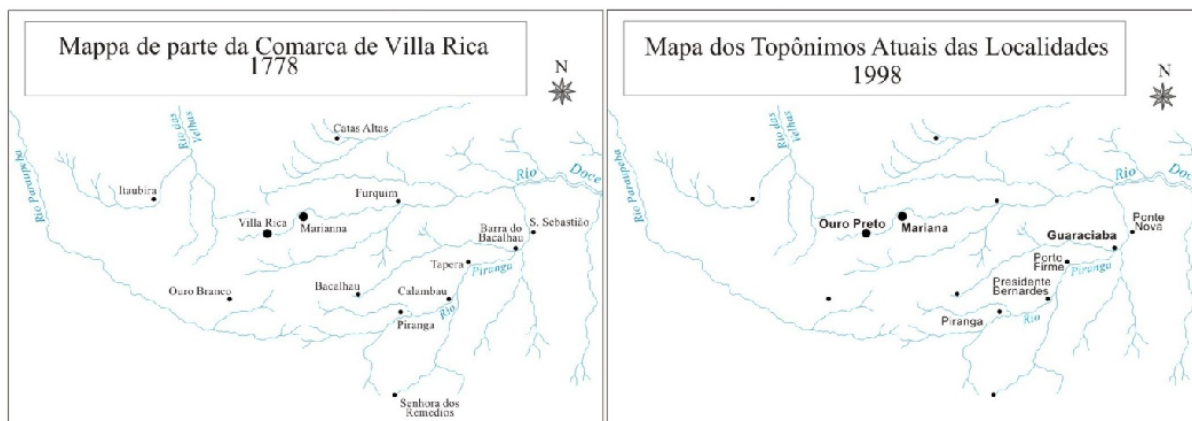 Mappa de parte da Comarca de Villa Rica
1778
N
Rio das
Velhas
Catas Altas
Rio Paraupeba
Itaubira
Furquim
Rio
Doce
Villa Rica
Marianna
Barra do
Bacalhau
S. Sebastião
Tapera
Piranga
Ouro Branco
Bacalhau
Calambau
Rio
Piranga
Senhora dos
Remedios
Mapa dos Topônimos Atuais das Localidades
1998
N
Rio das
Velhas
Rio Paraupeba
Rio
Doce
Ouro Preto
Mariana
Ponte
Nova
Guaraciaba
Porto
Firme
Piranga
Presidente
Bernardes
Piranga
Rio